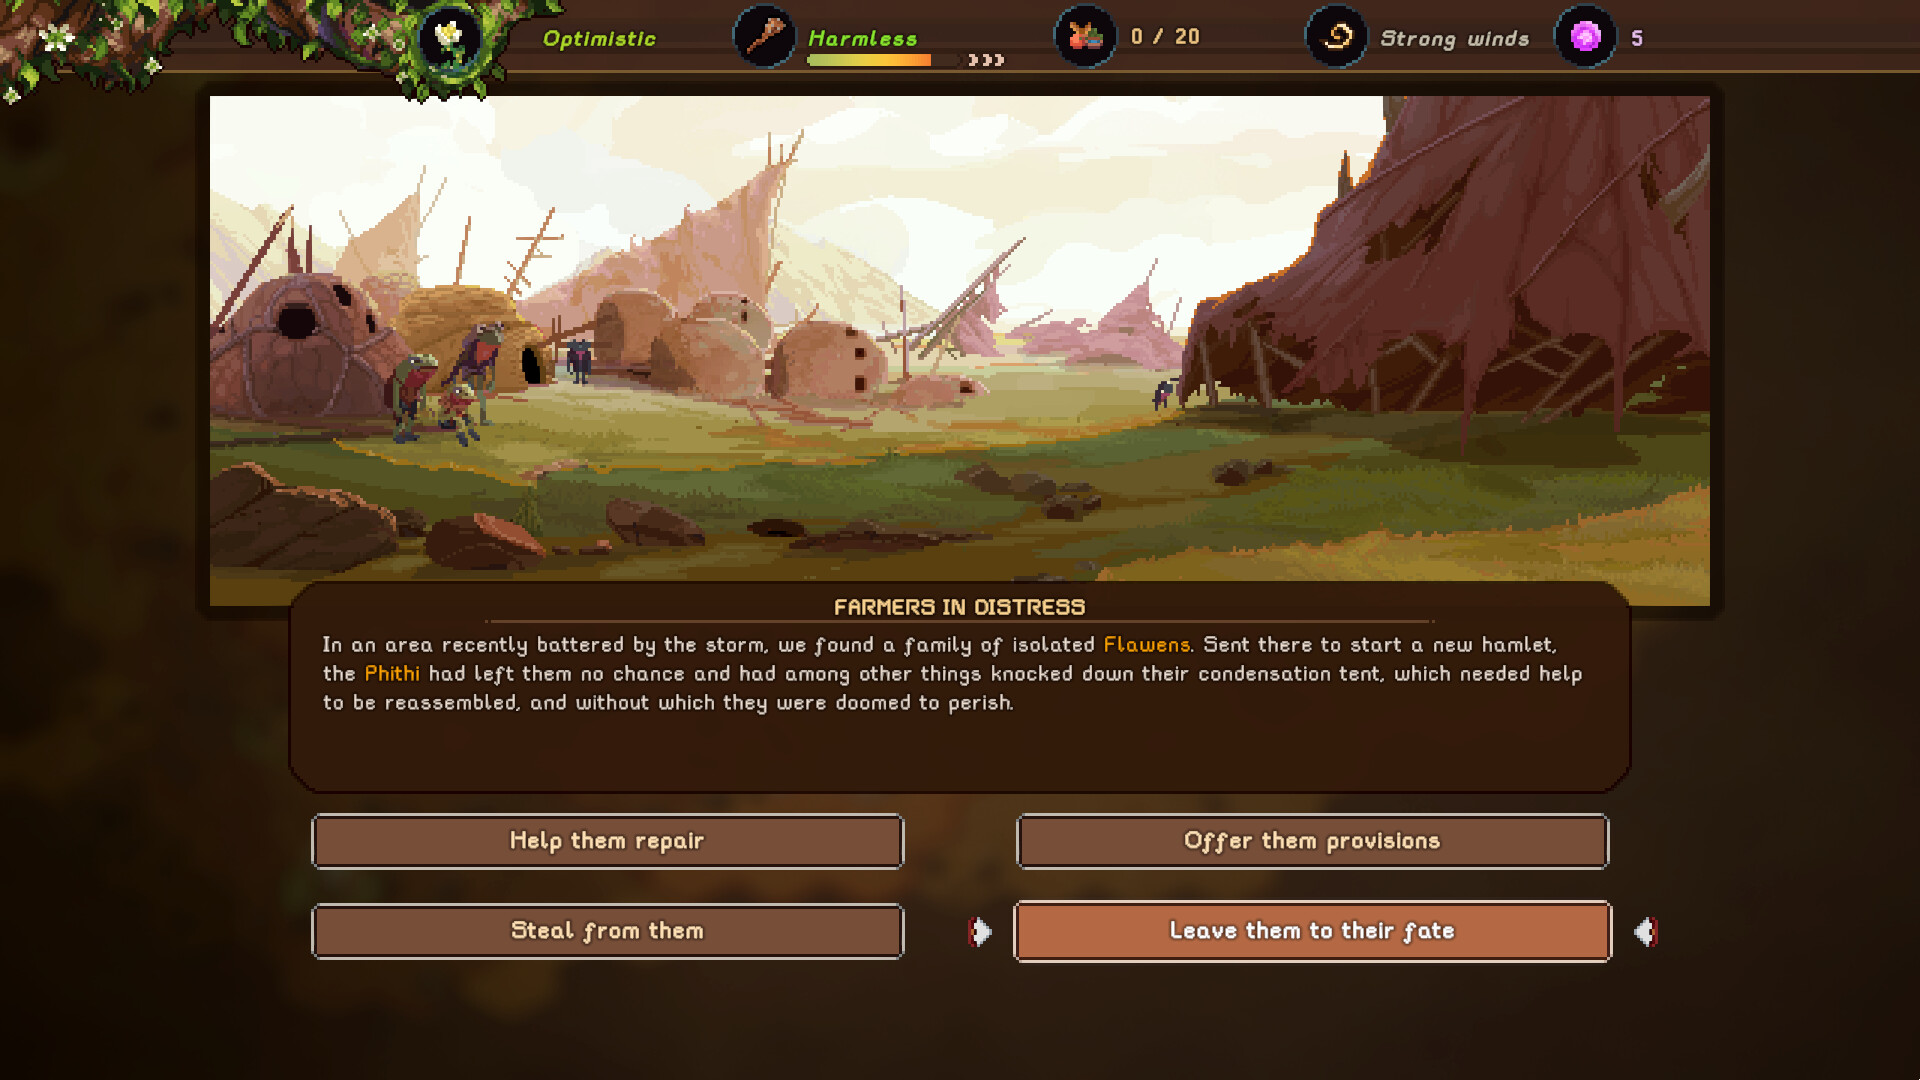 Optimistic
Harmless
0 / 20
Strong winds
5
FARMERS IN DISTRESS
In an area recently battered by the storm, we found a family of isolated Flawens. Sent there to start a new hamlet,
the Phithi had left them no chance and had among other things knocked down their condensation tent, which needed help
to be reassembled, and without which they were doomed to perish.
Help them repair
Offer them provisions
Steal from them
Leave them to their fate